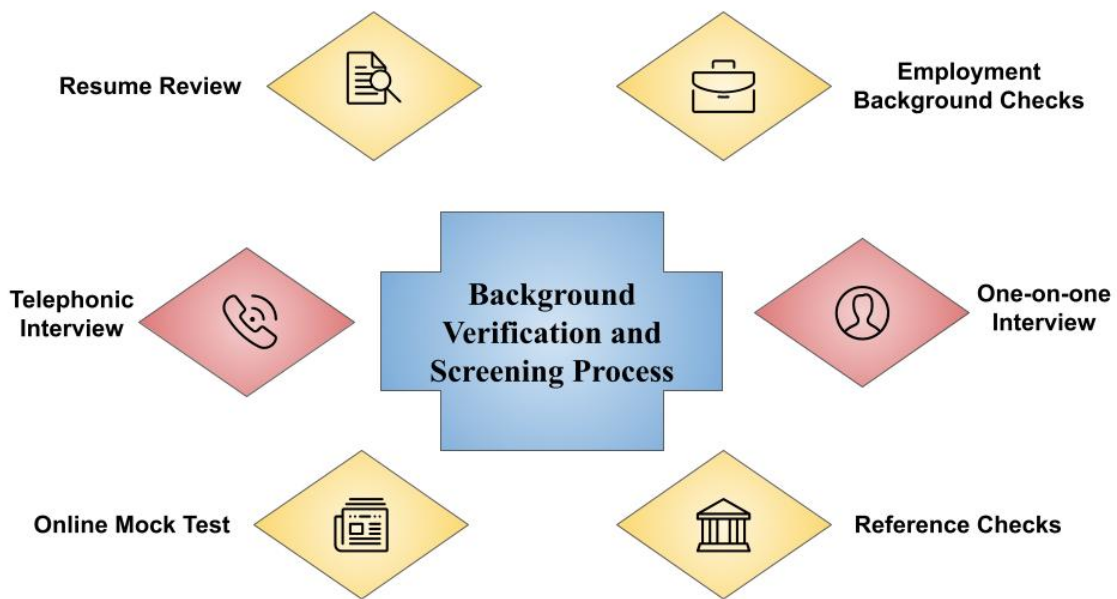 Resume Review
Employment
Background Checks
Telephonic
Interview
Background
Verification and
Screening Process
One-on-one
Interview
Online Mock Test
Reference Checks